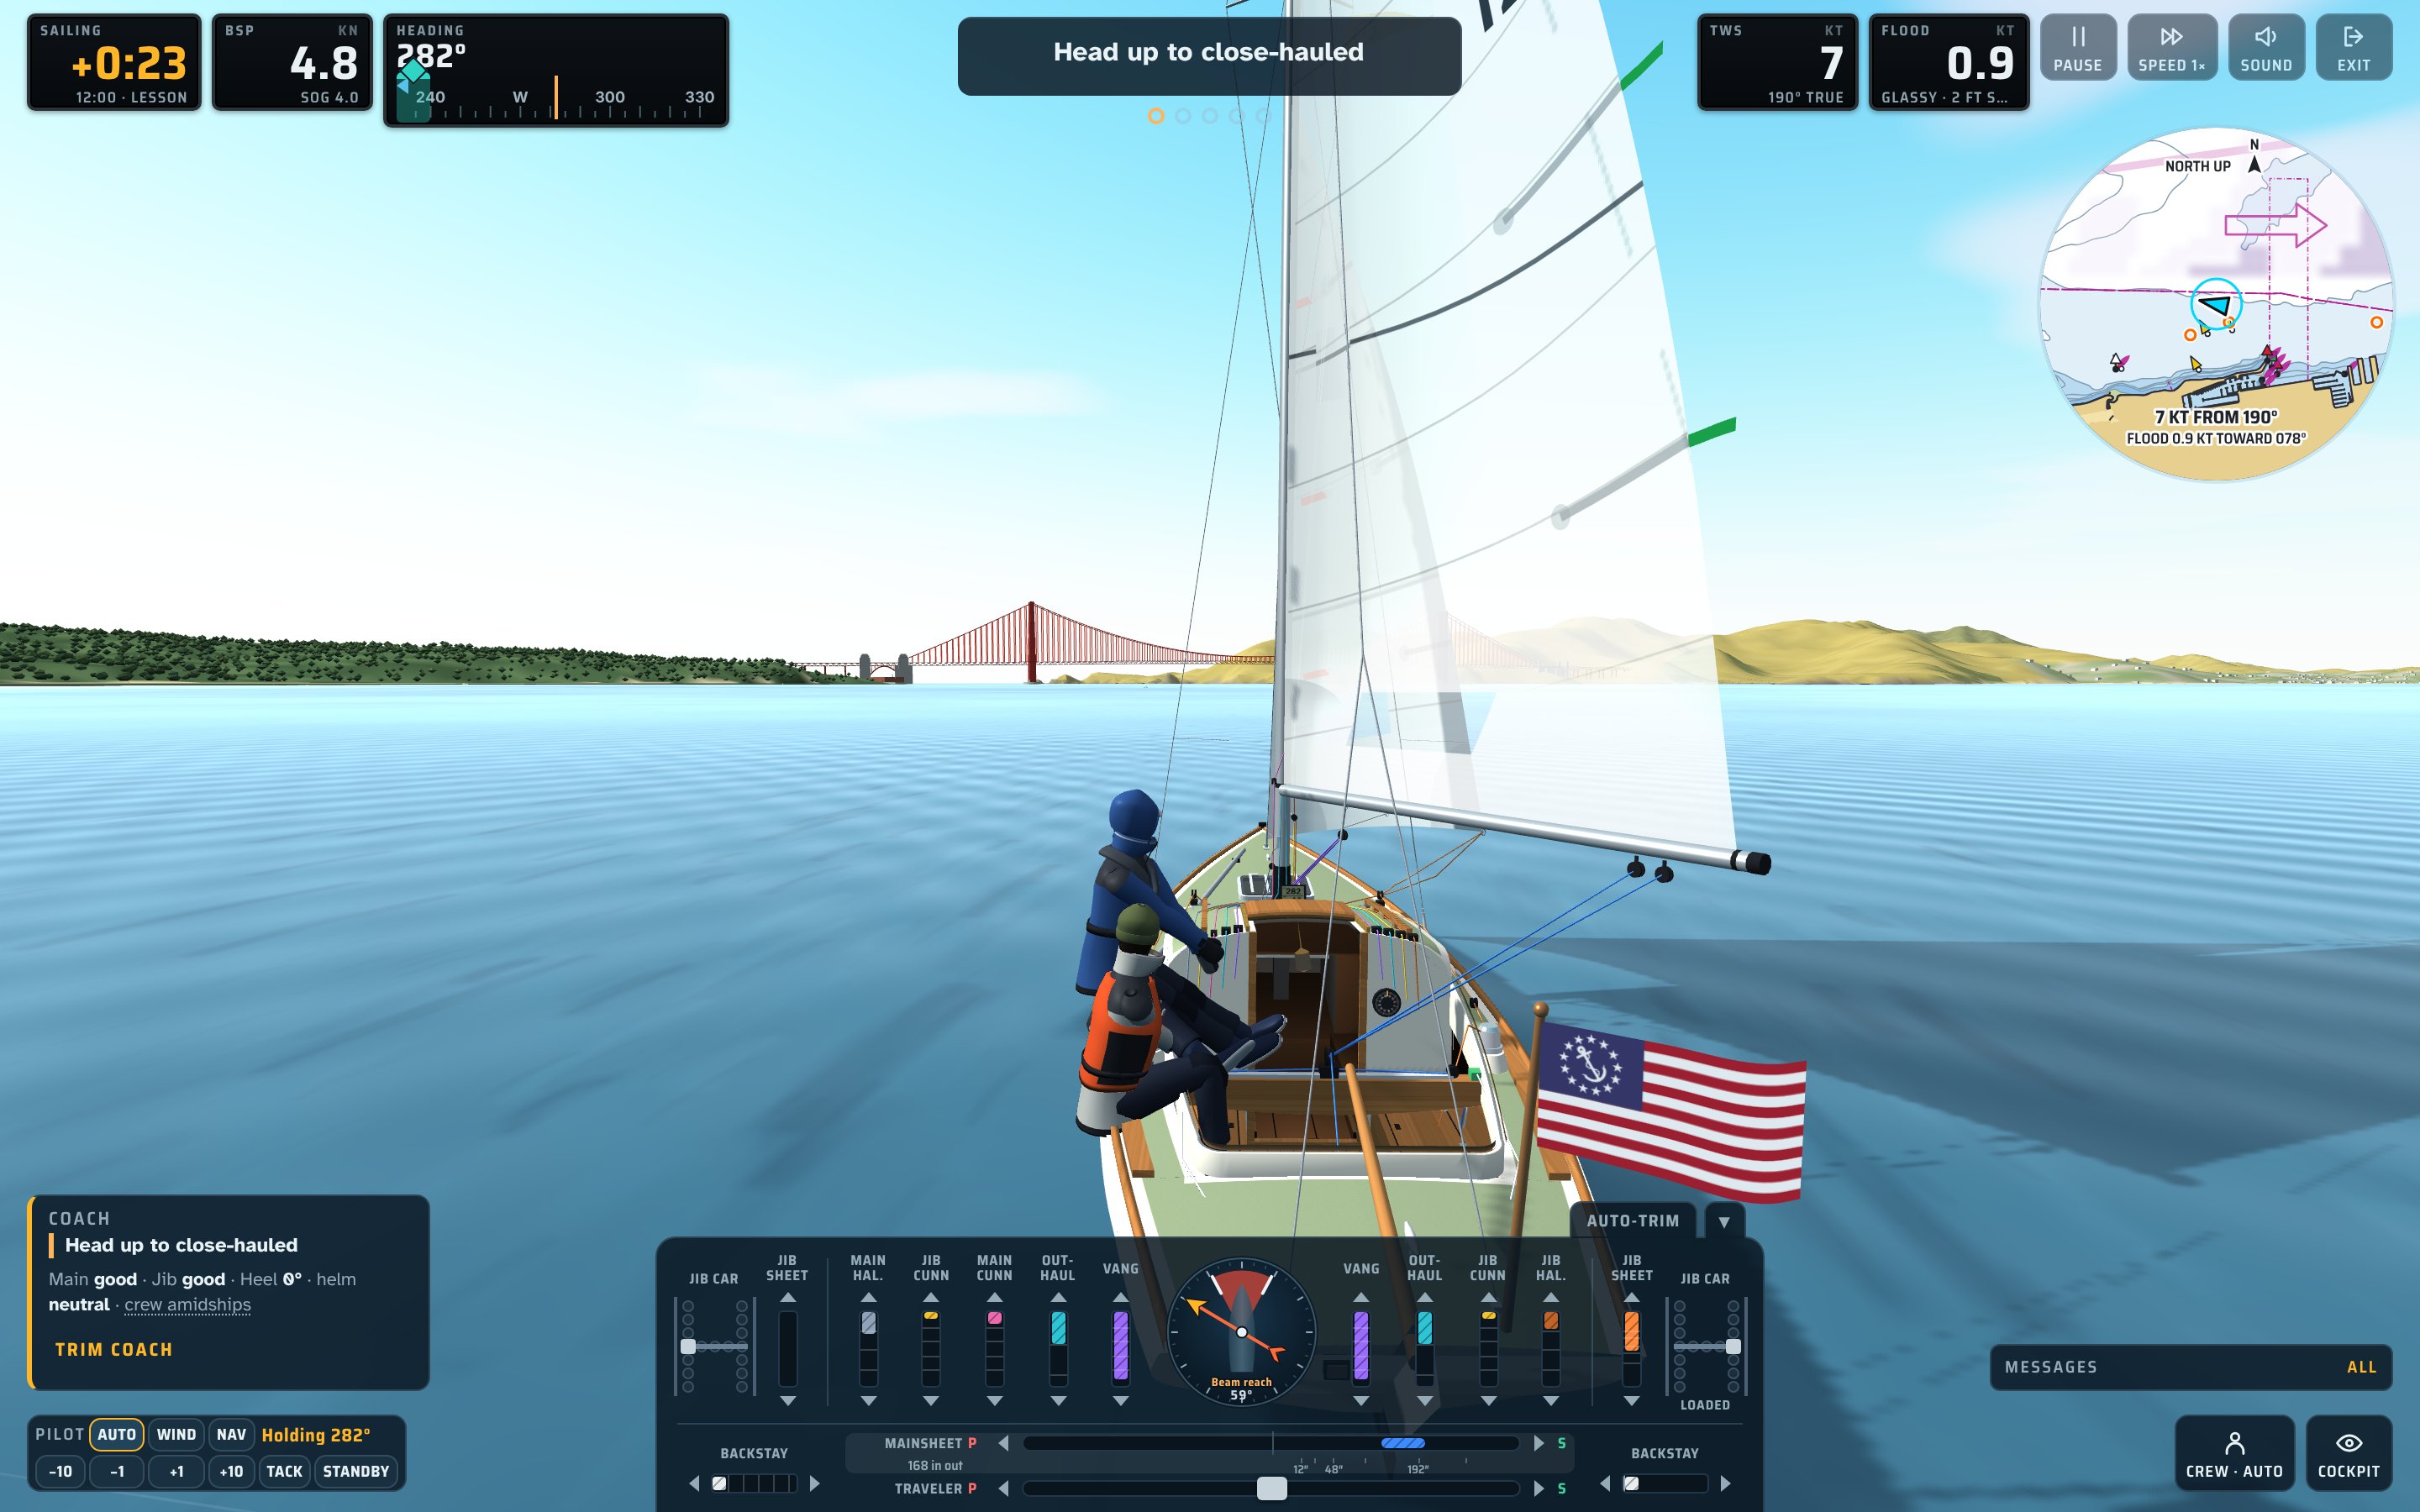 SAILING
+0:23
12:00 · LESSON
BSP KN
4.8
SOG 4.0
HEADING
282°
240 W 300 330
Head up to close-hauled
TWS KT
7
190° TRUE
FLOOD KT
0.9
GLASSY · 2 FT S...
PAUSE
SPEED 1×
SOUND
EXIT
N
NORTH UP
7 KT FROM 190°
FLOOD 0.9 KT TOWARD 078°
282
COACH
Head up to close-hauled
Main good · Jib good · Heel 0° · helm
neutral · crew amidships
TRIM COACH
PILOT AUTO WIND NAV Holding 282°
−10 −1 +1 +10 TACK STANDBY
AUTO-TRIM ▼
JIB CAR
JIB SHEET
MAIN HAL.
JIB CUNN
MAIN CUNN
OUT-HAUL
VANG
Beam reach
59°
VANG
OUT-HAUL
JIB CUNN
JIB HAL.
JIB SHEET
JIB CAR
LOADED
BACKSTAY
MAINSHEET P S
168 in out
12" 48" 192"
TRAVELER P S
BACKSTAY
MESSAGES ALL
CREW · AUTO
COCKPIT